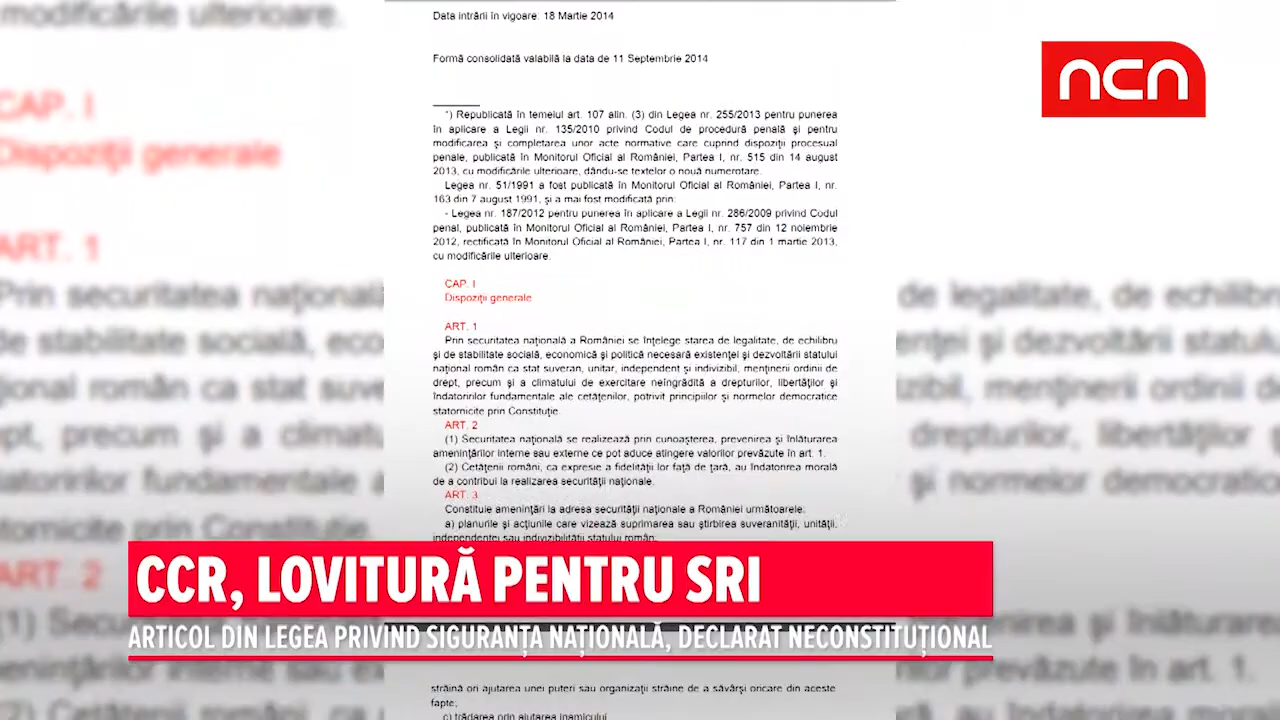 Data intrării în vigoare: 18 Martie 2014
Formă consolidată valabilă la data de 11 Septembrie 2014
*) Republicată în temeiul art. 107 alin. (3) din Legea nr. 255/2013 pentru punerea
în aplicare a Legii nr. 135/2010 privind Codul de procedură penală şi pentru
modificarea şi completarea unor acte normative care cuprind dispoziţii procesual
penale, publicată în Monitorul Oficial al României, Partea I, nr. 515 din 14 august
2013, cu modificările ulterioare, dându-se textelor o nouă numerotare.
Legea nr. 51/1991 a fost publicată în Monitorul Oficial al României, Partea I, nr.
163 din 7 august 1991, şi a mai fost modificată prin:
- Legea nr. 187/2012 pentru punerea în aplicare a Legii nr. 286/2009 privind Codul
penal, publicată în Monitorul Oficial al României, Partea I, nr. 757 din 12 noiembrie
2012, rectificată în Monitorul Oficial al României, Partea I, nr. 117 din 1 martie 2013,
cu modificările ulterioare.
CAP. I
Dispoziţii generale
ART. 1
Prin securitatea naţională a României se înţelege starea de legalitate, de echilibru
şi de stabilitate socială, economică şi politică necesară existenţei şi dezvoltării statului
naţional român ca stat suveran, unitar, independent şi indivizibil, menţinerii ordinii de
drept, precum şi a climatului de exercitare neîngrădită a drepturilor, libertăţilor şi
îndatoririlor fundamentale ale cetăţenilor, potrivit principiilor şi normelor democratice
statornicite prin Constituţie.
ART. 2
(1) Securitatea naţională se realizează prin cunoaşterea, prevenirea şi înlăturarea
ameninţărilor interne sau externe ce pot aduce atingere valorilor prevăzute în art. 1.
(2) Cetăţenii români, ca expresie a fidelităţii lor faţă de ţară, au îndatorirea morală
de a contribui la realizarea securităţii naţionale.
ART. 3
Constituie ameninţări la adresa securităţii naţionale a României următoarele:
a) planurile şi acţiunile care vizează suprimarea sau ştirbirea suveranităţii, unităţii,
independenţei sau indivizibilităţii statului român
CCR, LOVITURĂ PENTRU SRI
ARTICOL DIN LEGEA PRIVIND SIGURANȚA NAȚIONALĂ, DECLARAT NECONSTITUȚIONAL
străină ori ajutarea unei puteri sau organizaţii străine de a săvârşi oricare din aceste
fapte;
c) trădarea prin ajutarea inamicului
ncn